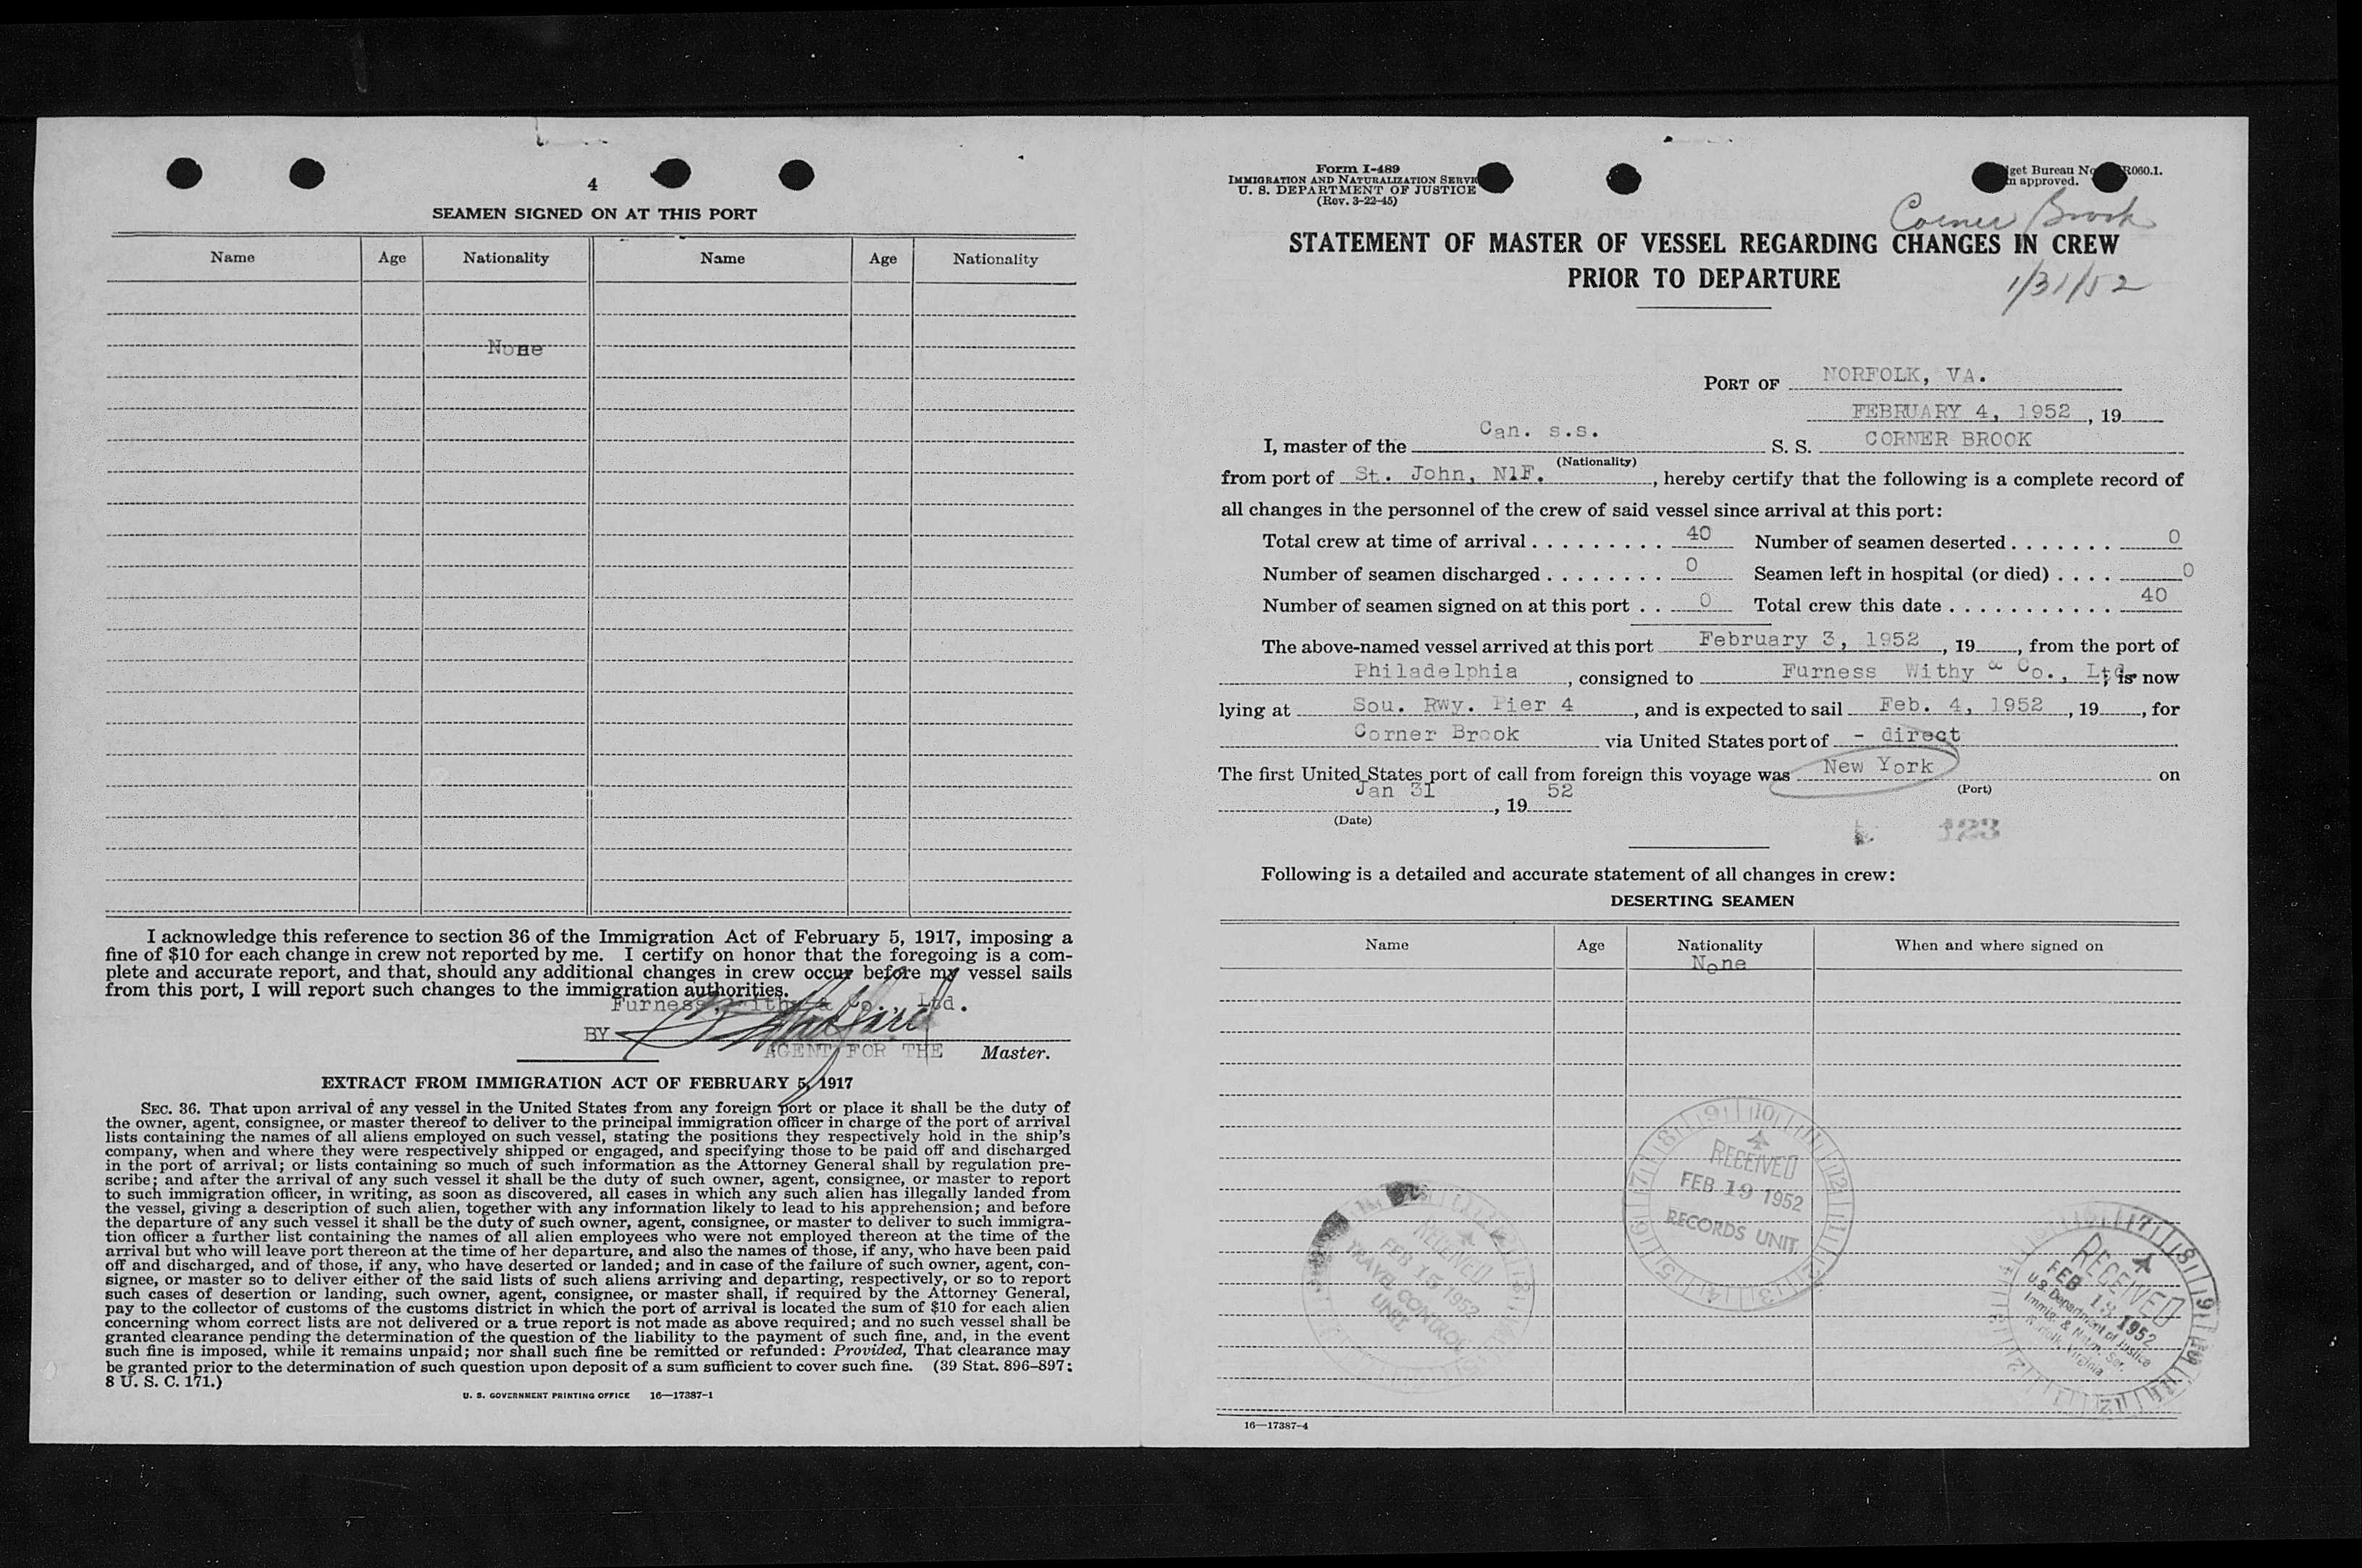 4
SEAMEN SIGNED ON AT THIS PORT
Name Age Nationality Name Age Nationality
None
I acknowledge this reference to section 36 of the Immigration Act of February 5, 1917, imposing a
fine of $10 for each change in crew not reported by me. I certify on honor that the foregoing is a com-
plete and accurate report, and that, should any additional changes in crew occur before my vessel sails
from this port, I will report such changes to the immigration authorities.
Furness, Withy & Co., Ltd.
BY
AGENT FOR THE Master.
EXTRACT FROM IMMIGRATION ACT OF FEBRUARY 5, 1917
SEC. 36. That upon arrival of any vessel in the United States from any foreign port or place it shall be the duty of
the owner, agent, consignee, or master thereof to deliver to the principal immigration officer in charge of the port of arrival
lists containing the names of all aliens employed on such vessel, stating the positions they respectively hold in the ship's
company, when and where they were respectively shipped or engaged, and specifying those to be paid off and discharged
in the port of arrival; or lists containing so much of such information as the Attorney General shall by regulation pre-
scribe; and after the arrival of any such vessel it shall be the duty of such owner, agent, consignee, or master to report
to such immigration officer, in writing, as soon as discovered, all cases in which any such alien has illegally landed from
the vessel, giving a description of such alien, together with any information likely to lead to his apprehension; and before
the departure of any such vessel it shall be the duty of such owner, agent, consignee, or master to deliver to such immigra-
tion officer a further list containing the names of all alien employees who were not employed thereon at the time of the
arrival but who will leave port thereon at the time of her departure, and also the names of those, if any, who have been paid
off and discharged, and of those, if any, who have deserted or landed; and in case of the failure of such owner, agent, con-
signee, or master so to deliver either of the said lists of such aliens arriving and departing, respectively, or so to report
such cases of desertion or landing, such owner, agent, consignee, or master shall, if required by the Attorney General,
pay to the collector of customs of the customs district in which the port of arrival is located the sum of $10 for each alien
concerning whom correct lists are not delivered or a true report is not made as above required; and no such vessel shall be
granted clearance pending the determination of the question of the liability to the payment of such fine, and, in the event
such fine is imposed, while it remains unpaid; nor shall such fine be remitted or refunded: Provided, That clearance may
be granted prior to the determination of such question upon deposit of a sum sufficient to cover such fine. (39 Stat. 896–897;
8 U. S. C. 171.)
U. S. GOVERNMENT PRINTING OFFICE 16—17387-1
Form I-489
IMMIGRATION AND NATURALIZATION SERVI
U. S. DEPARTMENT OF JUSTICE
(Rev. 3-22-45)
get Bureau No R060.1.
approved.
Corner Brook
STATEMENT OF MASTER OF VESSEL REGARDING CHANGES IN CREW
PRIOR TO DEPARTURE
1/31/52
PORT OF NORFOLK, VA.
FEBRUARY 4, 1952, 19
I, master of the Can. s.s. S. S. CORNER BROOK
(Nationality)
from port of St. John, NlF., hereby certify that the following is a complete record of
all changes in the personnel of the crew of said vessel since arrival at this port:
Total crew at time of arrival 40 Number of seamen deserted 0
Number of seamen discharged 0 Seamen left in hospital (or died) 0
Number of seamen signed on at this port 0 Total crew this date 40
The above-named vessel arrived at this port February 3, 1952, 19, from the port of
Philadelphia, consigned to Furness Withy & Co., Ltd., is now
lying at Sou. Rwy. Pier 4, and is expected to sail Feb. 4, 1952, 19, for
Corner Brook via United States port of - direct
The first United States port of call from foreign this voyage was New York on
(Port)
Jan 31, 1952
(Date)
123
Following is a detailed and accurate statement of all changes in crew:
DESERTING SEAMEN
Name Age Nationality When and where signed on
None
RECEIVED
FEB 19 1952
RECORDS UNIT
RECEIVED
FEB 15 1952
TRAVEL CONTROL
UNIT
RECEIVED
FEB 1952
U.S. Department of Justice
Immig. & Natn. Ser.
Norfolk, Virginia
16—17387-4